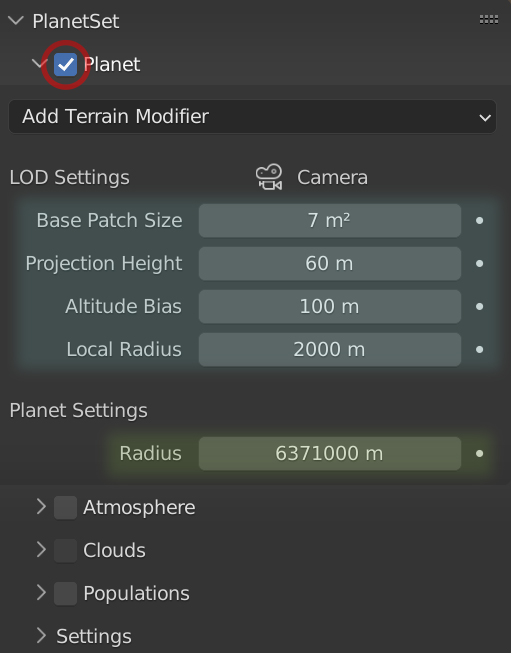 PlanetSet
Planet
Add Terrain Modifier
LOD Settings Camera
Base Patch Size 7 m²
Projection Height 60 m
Altitude Bias 100 m
Local Radius 2000 m
Planet Settings
Radius 6371000 m
Atmosphere
Clouds
Populations
Settings